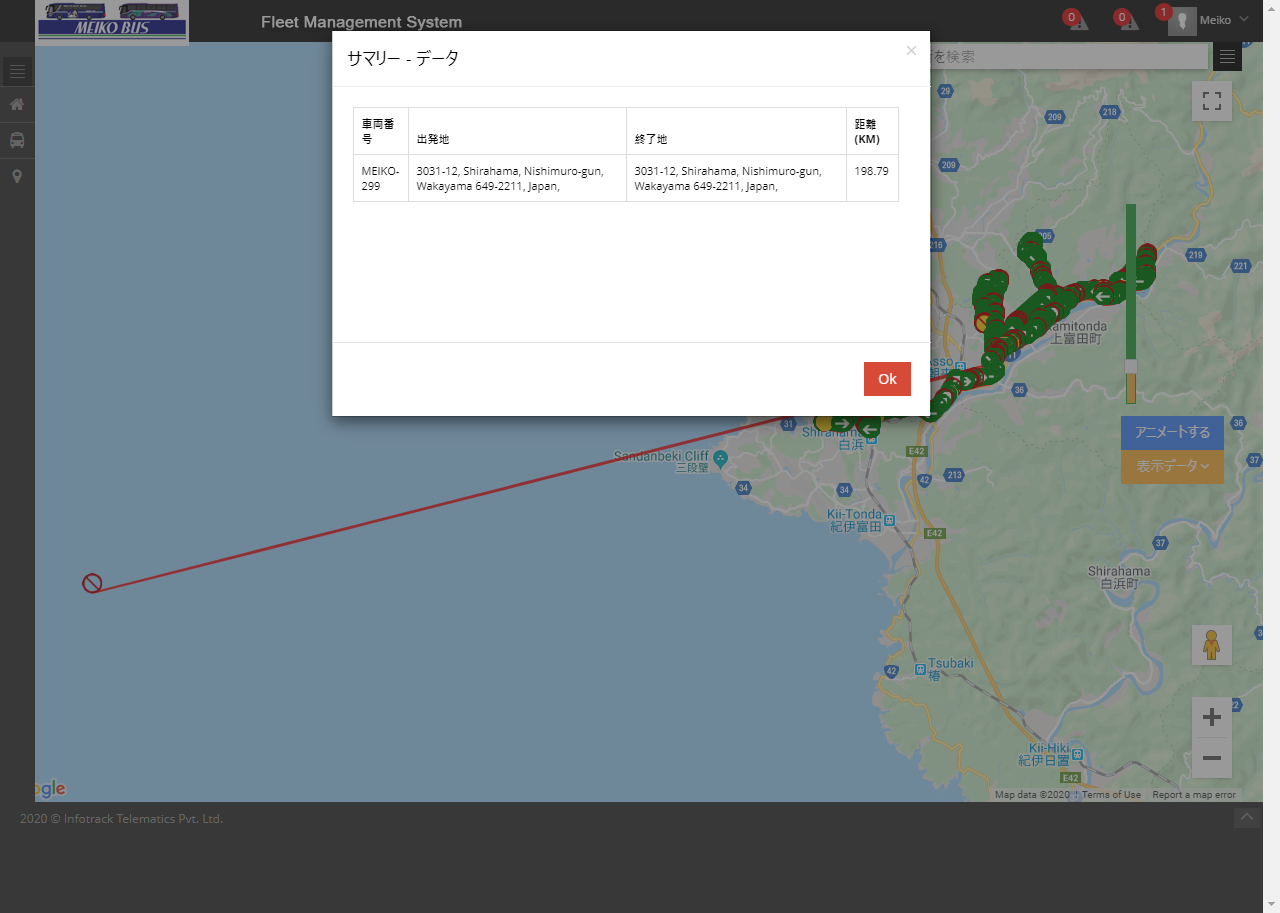 MEIKO BUS
Fleet Management System
0
0
1
Meiko
サマリー - データ
×
を検索
車両番
号
出発地
終了地
距離
(KM)
MEIKO-
299
3031-12, Shirahama, Nishimuro-gun,
Wakayama 649-2211, Japan,
3031-12, Shirahama, Nishimuro-gun,
Wakayama 649-2211, Japan,
198.79
Ok
29
209
218
209
216
205
219
221
amitonda
上富田町
11
36
31
Shirahama
白浜
E42
アニメートする
36
表示データ
37
Sandanbeki Cliff
三段壁
34
34
42
213
Kii-Tonda
紀伊富田
E42
37
Shirahama
白浜町
42
Tsubaki
椿
22
Kii-Hiki
紀伊日置
E42
ogle
Map data ©2020
Terms of Use
Report a map error
2020 © Infotrack Telematics Pvt. Ltd.